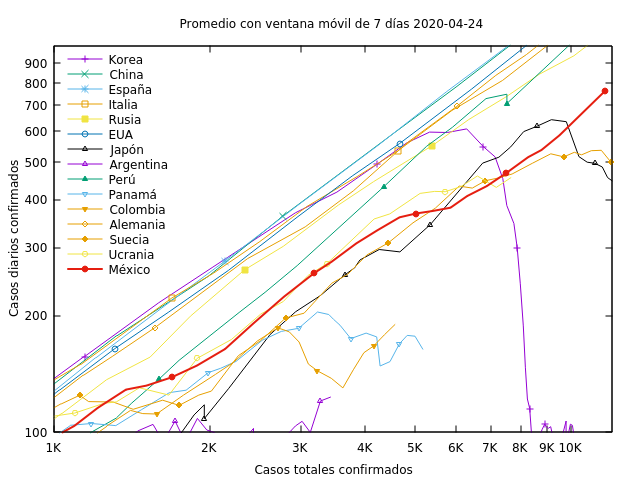 Promedio con ventana móvil de 7 días 2020-04-24
Casos diarios confirmados
900
800
700
600
500
400
300
200
100
Korea
China
España
Italia
Rusia
EUA
Japón
Argentina
Perú
Panamá
Colombia
Alemania
Suecia
Ucrania
México
1K
2K
3K
4K
5K
6K
7K
8K
9K
10K
Casos totales confirmados